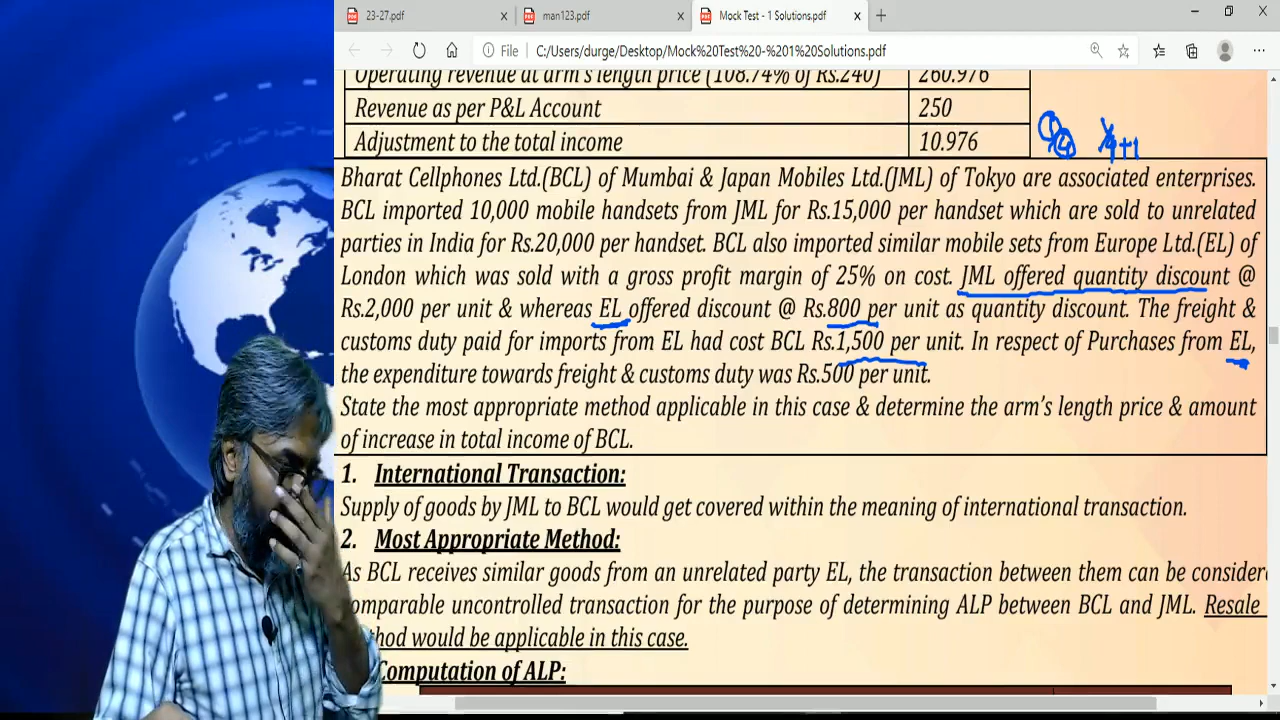 23-27.pdf
man123.pdf
Mock Test - 1 Solutions.pdf
File
C:/Users/durge/Desktop/Mock%20Test%20-%201%20Solutions.pdf
Operating revenue at arm's length price (108.74% of Rs.240) 260.976
Revenue as per P&L Account 250
Adjustment to the total income 10.976
Bharat Cellphones Ltd.(BCL) of Mumbai & Japan Mobiles Ltd.(JML) of Tokyo are associated enterprises.
BCL imported 10,000 mobile handsets from JML for Rs.15,000 per handset which are sold to unrelated
parties in India for Rs.20,000 per handset. BCL also imported similar mobile sets from Europe Ltd.(EL) of
London which was sold with a gross profit margin of 25% on cost. JML offered quantity discount @
Rs.2,000 per unit & whereas EL offered discount @ Rs.800 per unit as quantity discount. The freight &
customs duty paid for imports from EL had cost BCL Rs.1,500 per unit. In respect of Purchases from EL,
the expenditure towards freight & customs duty was Rs.500 per unit.
State the most appropriate method applicable in this case & determine the arm's length price & amount
of increase in total income of BCL.
1. International Transaction:
Supply of goods by JML to BCL would get covered within the meaning of international transaction.
2. Most Appropriate Method:
As BCL receives similar goods from an unrelated party EL, the transaction between them can be consider
omparable uncontrolled transaction for the purpose of determining ALP between BCL and JML. Resale
hod would be applicable in this case.
Computation of ALP: